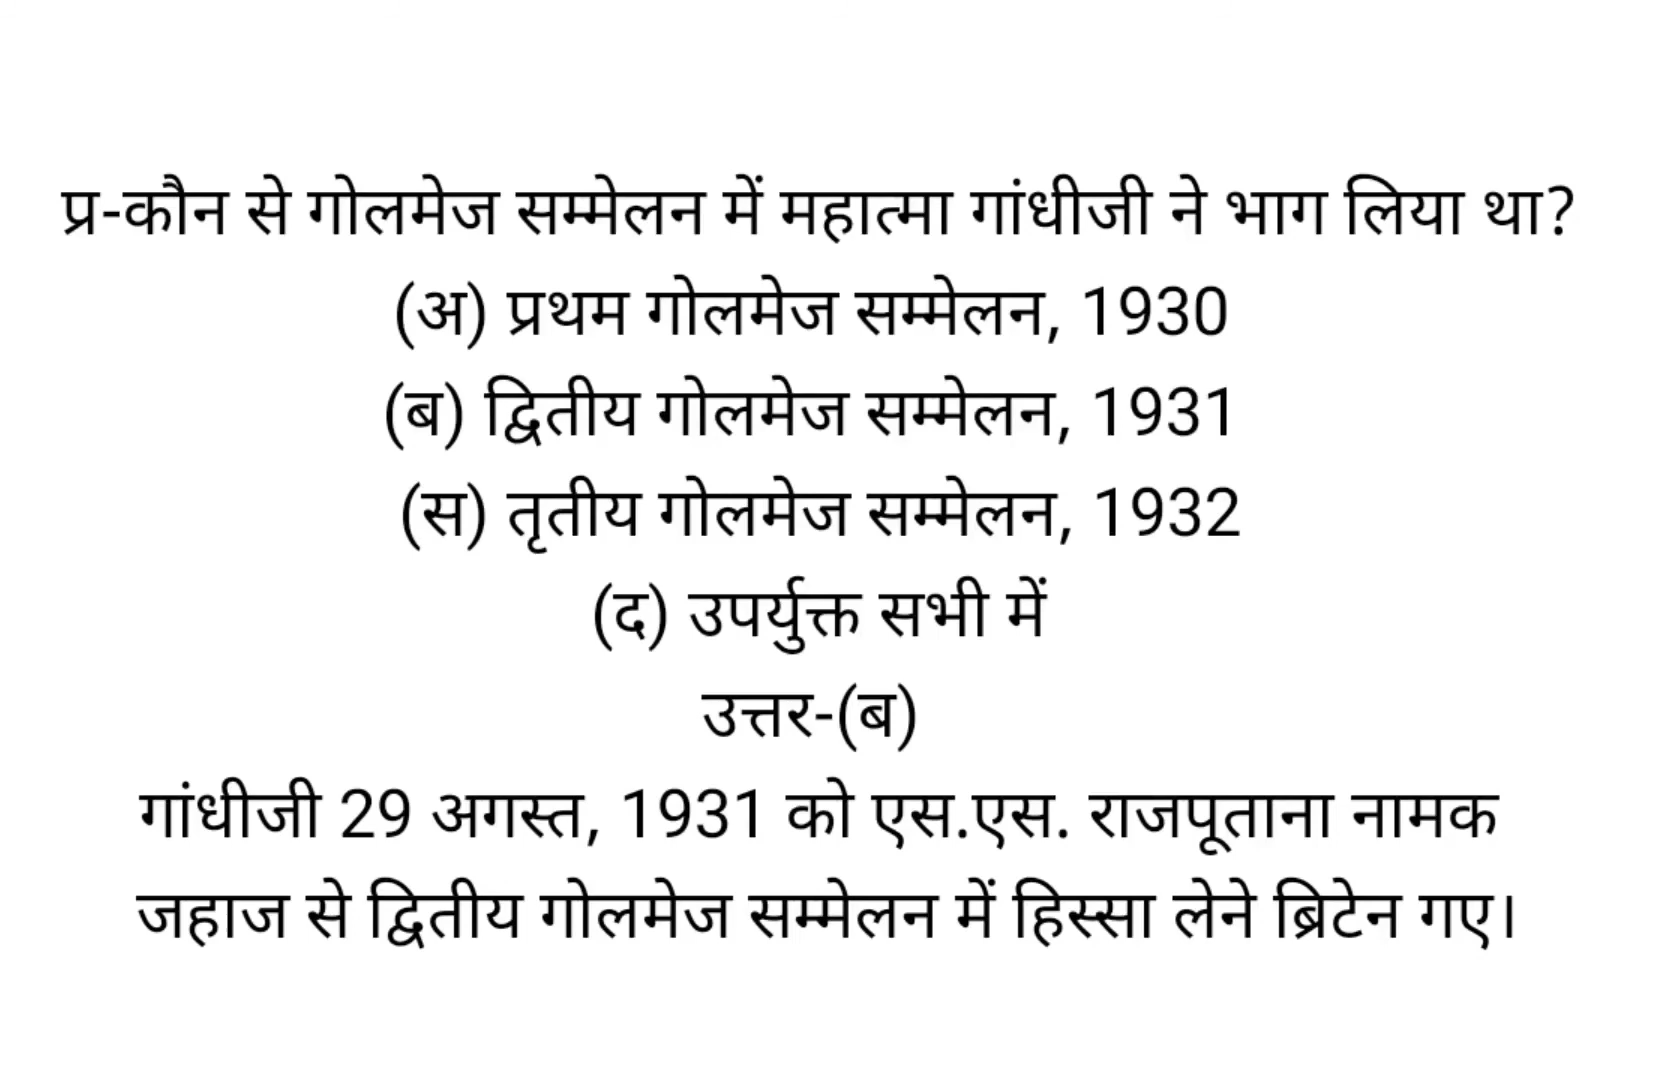 प्र-कौन से गोलमेज सम्मेलन में महात्मा गांधीजी ने भाग लिया था?
(अ) प्रथम गोलमेज सम्मेलन, 1930
(ब) द्वितीय गोलमेज सम्मेलन, 1931
(स) तृतीय गोलमेज सम्मेलन, 1932
(द) उपर्युक्त सभी में
उत्तर-(ब)
गांधीजी 29 अगस्त, 1931 को एस.एस. राजपूताना नामक
जहाज से द्वितीय गोलमेज सम्मेलन में हिस्सा लेने ब्रिटेन गए।